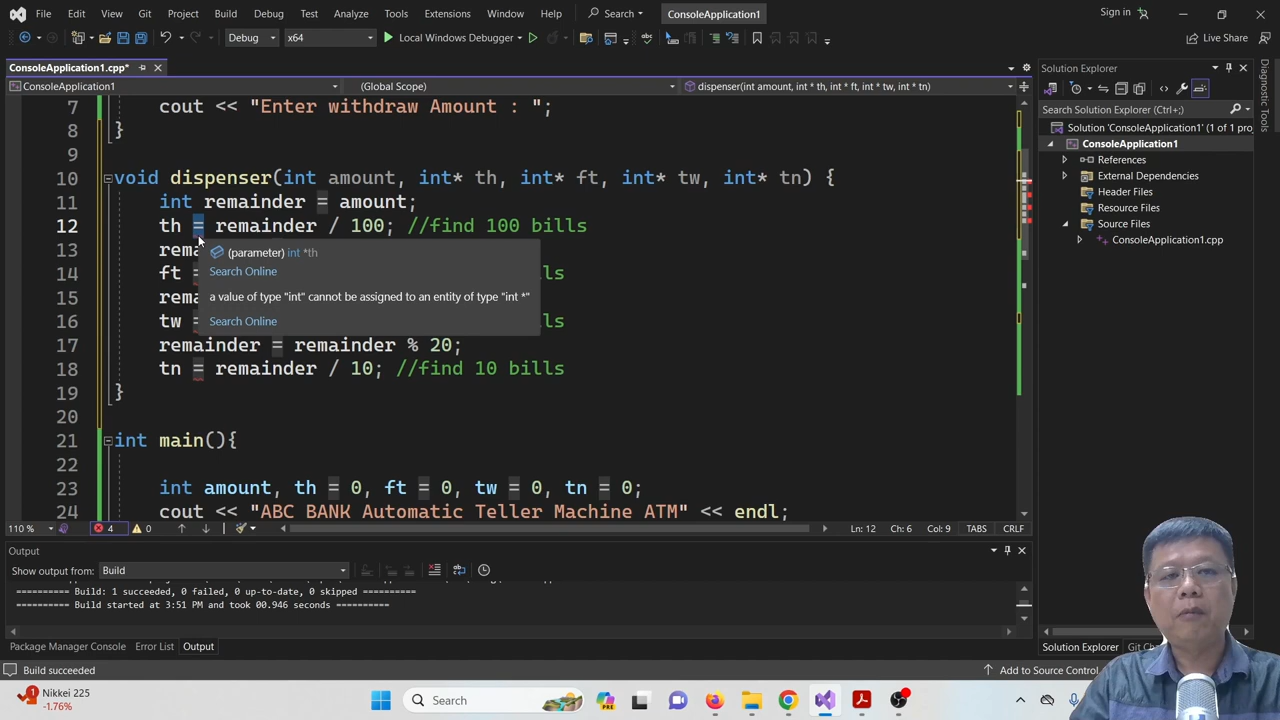 File Edit View Git Project Build Debug Test Analyze Tools Extensions Window Help Search ConsoleApplication1 Sign in
Debug x64 Local Windows Debugger Live Share
ConsoleApplication1.cpp*
ConsoleApplication1 (Global Scope) dispenser(int amount, int * th, int * ft, int * tw, int * tn)
7 cout << "Enter withdraw Amount : ";
8 }
9
10 void dispenser(int amount, int* th, int* ft, int* tw, int* tn) {
11 int remainder = amount;
12 th = remainder / 100; //find 100 bills
13 rema
(parameter) int *th
Search Online
14 ft = ls
a value of type "int" cannot be assigned to an entity of type "int *"
15 rema
Search Online
16 tw = ls
17 remainder = remainder % 20;
18 tn = remainder / 10; //find 10 bills
19 }
20
21 int main(){
22
23 int amount, th = 0, ft = 0, tw = 0, tn = 0;
24 cout << "ABC BANK Automatic Teller Machine ATM" << endl;
110 % 4 0 Ln: 12 Ch: 6 Col: 9 TABS CRLF
Output
Show output from: Build
========== Build: 1 succeeded, 0 failed, 0 up-to-date, 0 skipped ==========
========== Build started at 3:51 PM and took 00.946 seconds ==========
Package Manager Console Error List Output
Build succeeded
Add to Source Control
Solution Explorer
Search Solution Explorer (Ctrl+;)
Solution 'ConsoleApplication1' (1 of 1 proj
ConsoleApplication1
References
External Dependencies
Header Files
Resource Files
Source Files
ConsoleApplication1.cpp
Solution Explorer Git Ch
Diagnostic Tools
1
Nikkei 225
-1.76%
Search
PRE